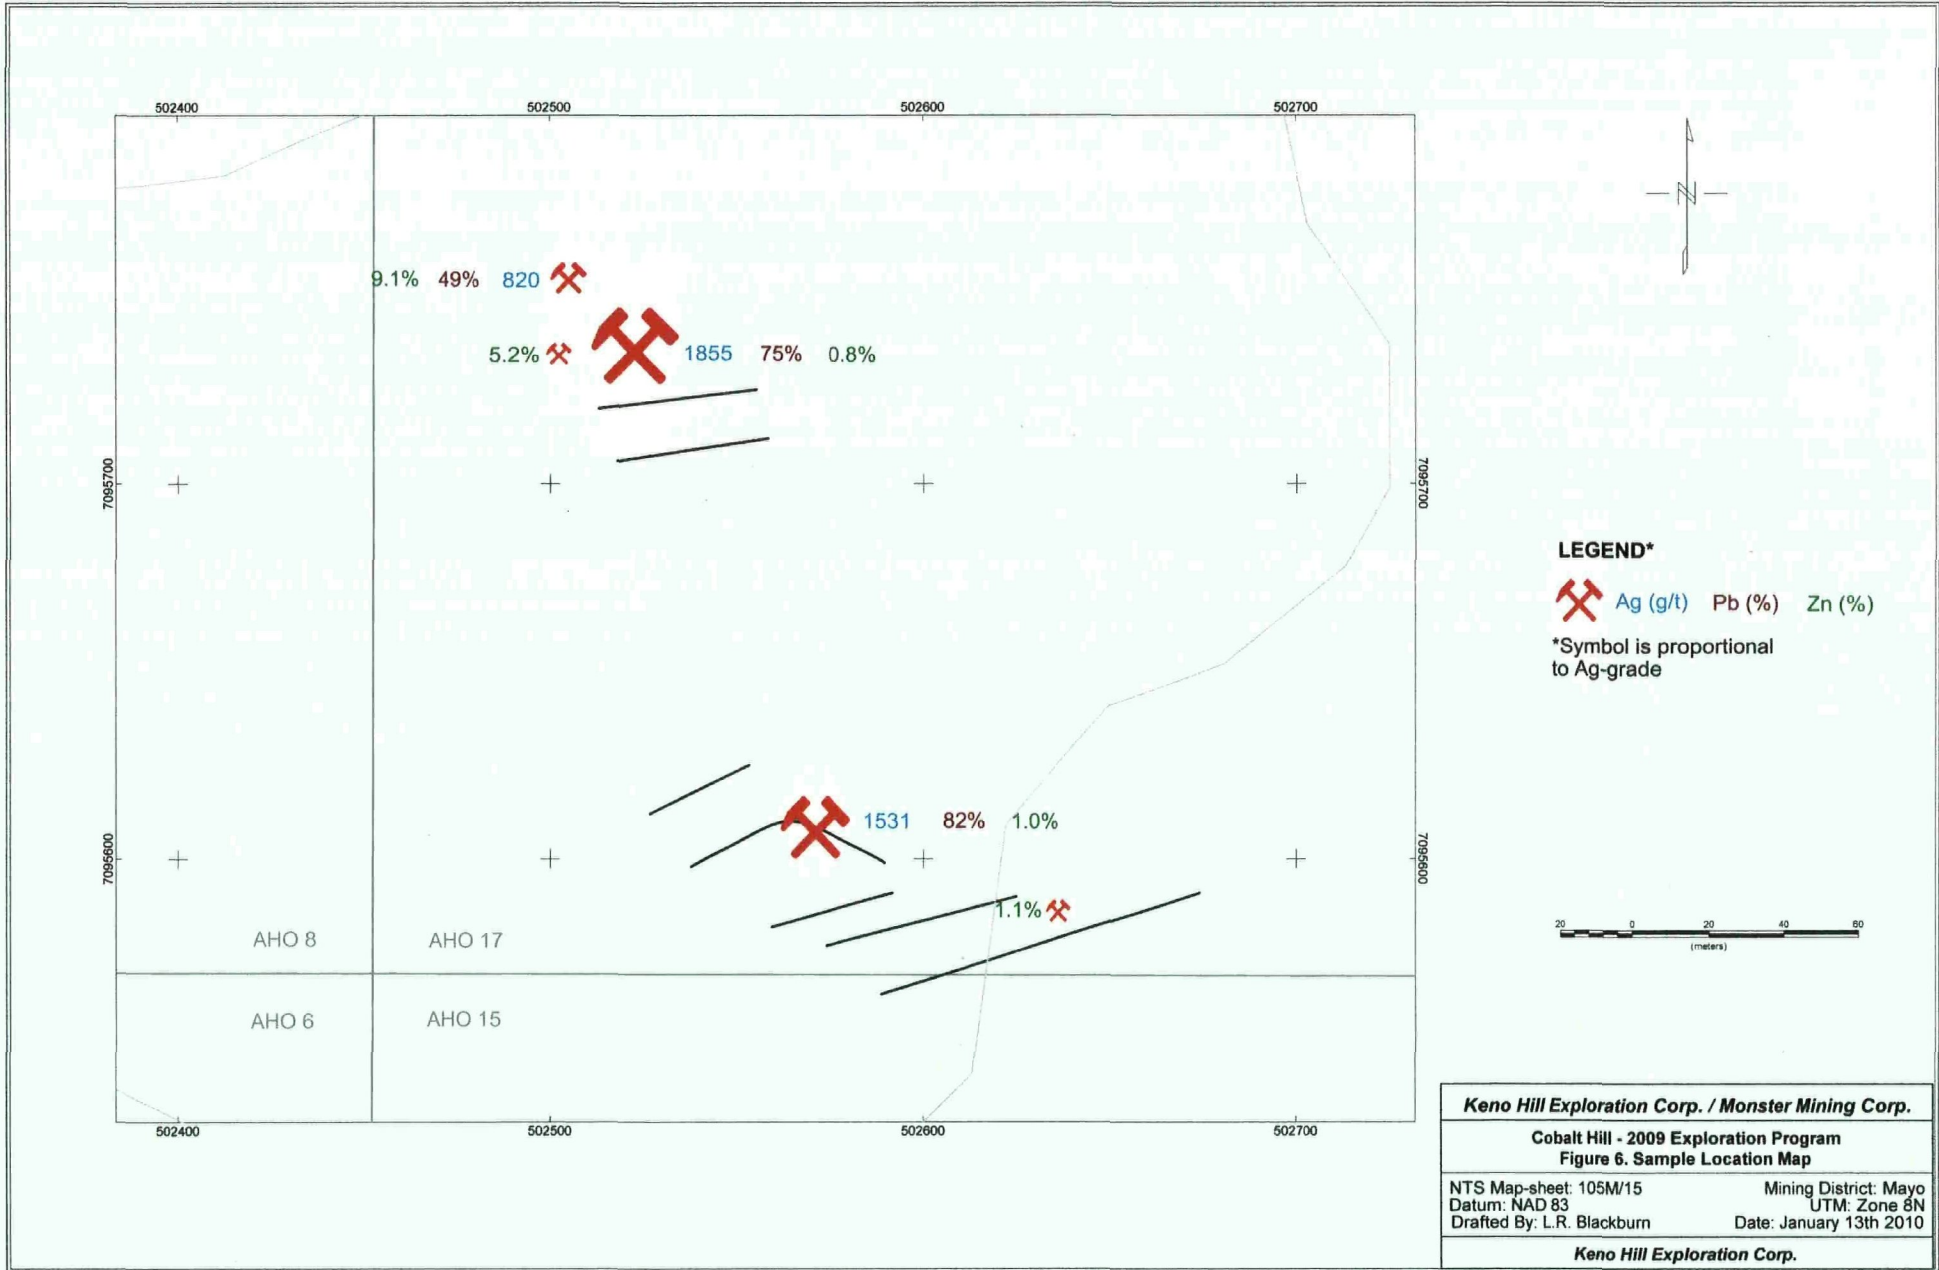 502400 502500 502600 502700
9.1% 49% 820
5.2% 1855 75% 0.8%
7095700 7095700
LEGEND*
Ag (g/t) Pb (%) Zn (%)
*Symbol is proportional
to Ag-grade
1531 82% 1.0%
7095600 7095600
1.1%
20 0 20 40 60
(meters)
AHO 8 AHO 17
AHO 6 AHO 15
502400 502500 502600 502700
Keno Hill Exploration Corp. / Monster Mining Corp.
Cobalt Hill - 2009 Exploration Program
Figure 6. Sample Location Map
NTS Map-sheet: 105M/15 Mining District: Mayo
Datum: NAD 83 UTM: Zone 8N
Drafted By: L.R. Blackburn Date: January 13th 2010
Keno Hill Exploration Corp.